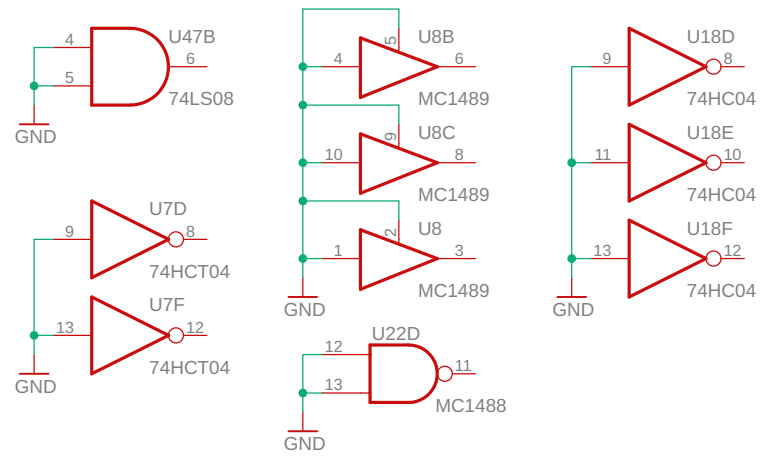 U47B
4
5
6
74LS08
GND
U7D
9
8
74HCT04
U7F
13
12
74HCT04
GND
U8B
5
4
6
MC1489
U8C
9
10
8
MC1489
U8
2
1
3
MC1489
GND
U22D
12
13
11
MC1488
GND
U18D
9
8
74HC04
U18E
11
10
74HC04
U18F
13
12
74HC04
GND